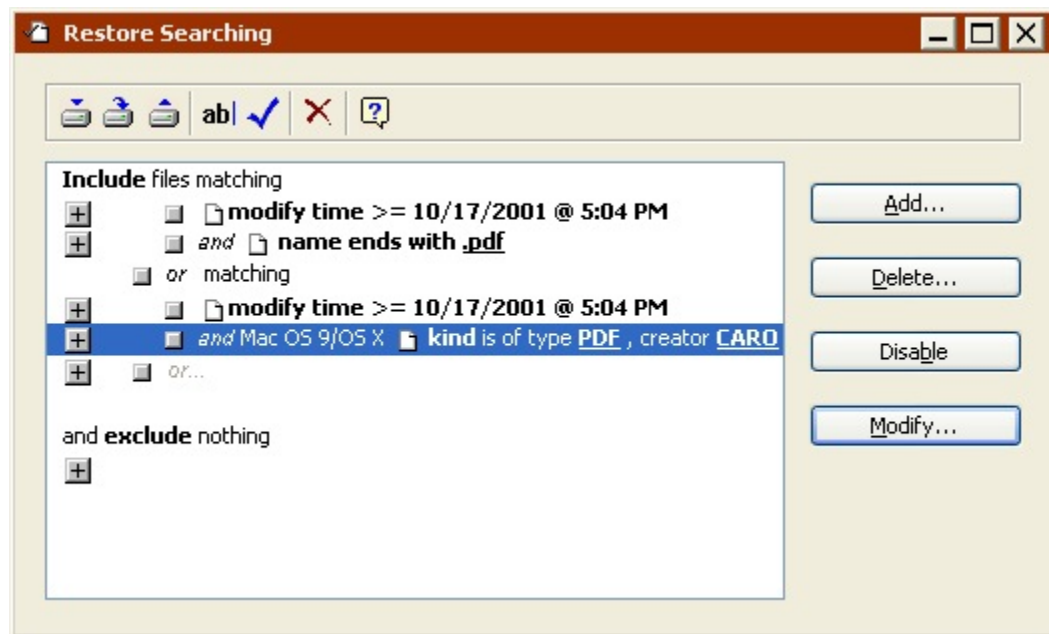 Restore Searching
ab|
Include files matching
modify time >= 10/17/2001 @ 5:04 PM
and name ends with .pdf
or matching
modify time >= 10/17/2001 @ 5:04 PM
and Mac OS 9/OS X kind is of type PDF , creator CARO
or...
and exclude nothing
Add...
Delete...
Disable
Modify...